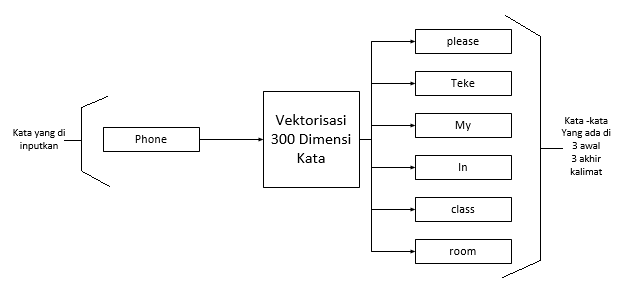 Kata yang di
inputkan
Phone
Vektorisasi
300 Dimensi
Kata
please
Teke
My
In
class
room
Kata -kata
Yang ada di
3 awal
3 akhir
kalimat